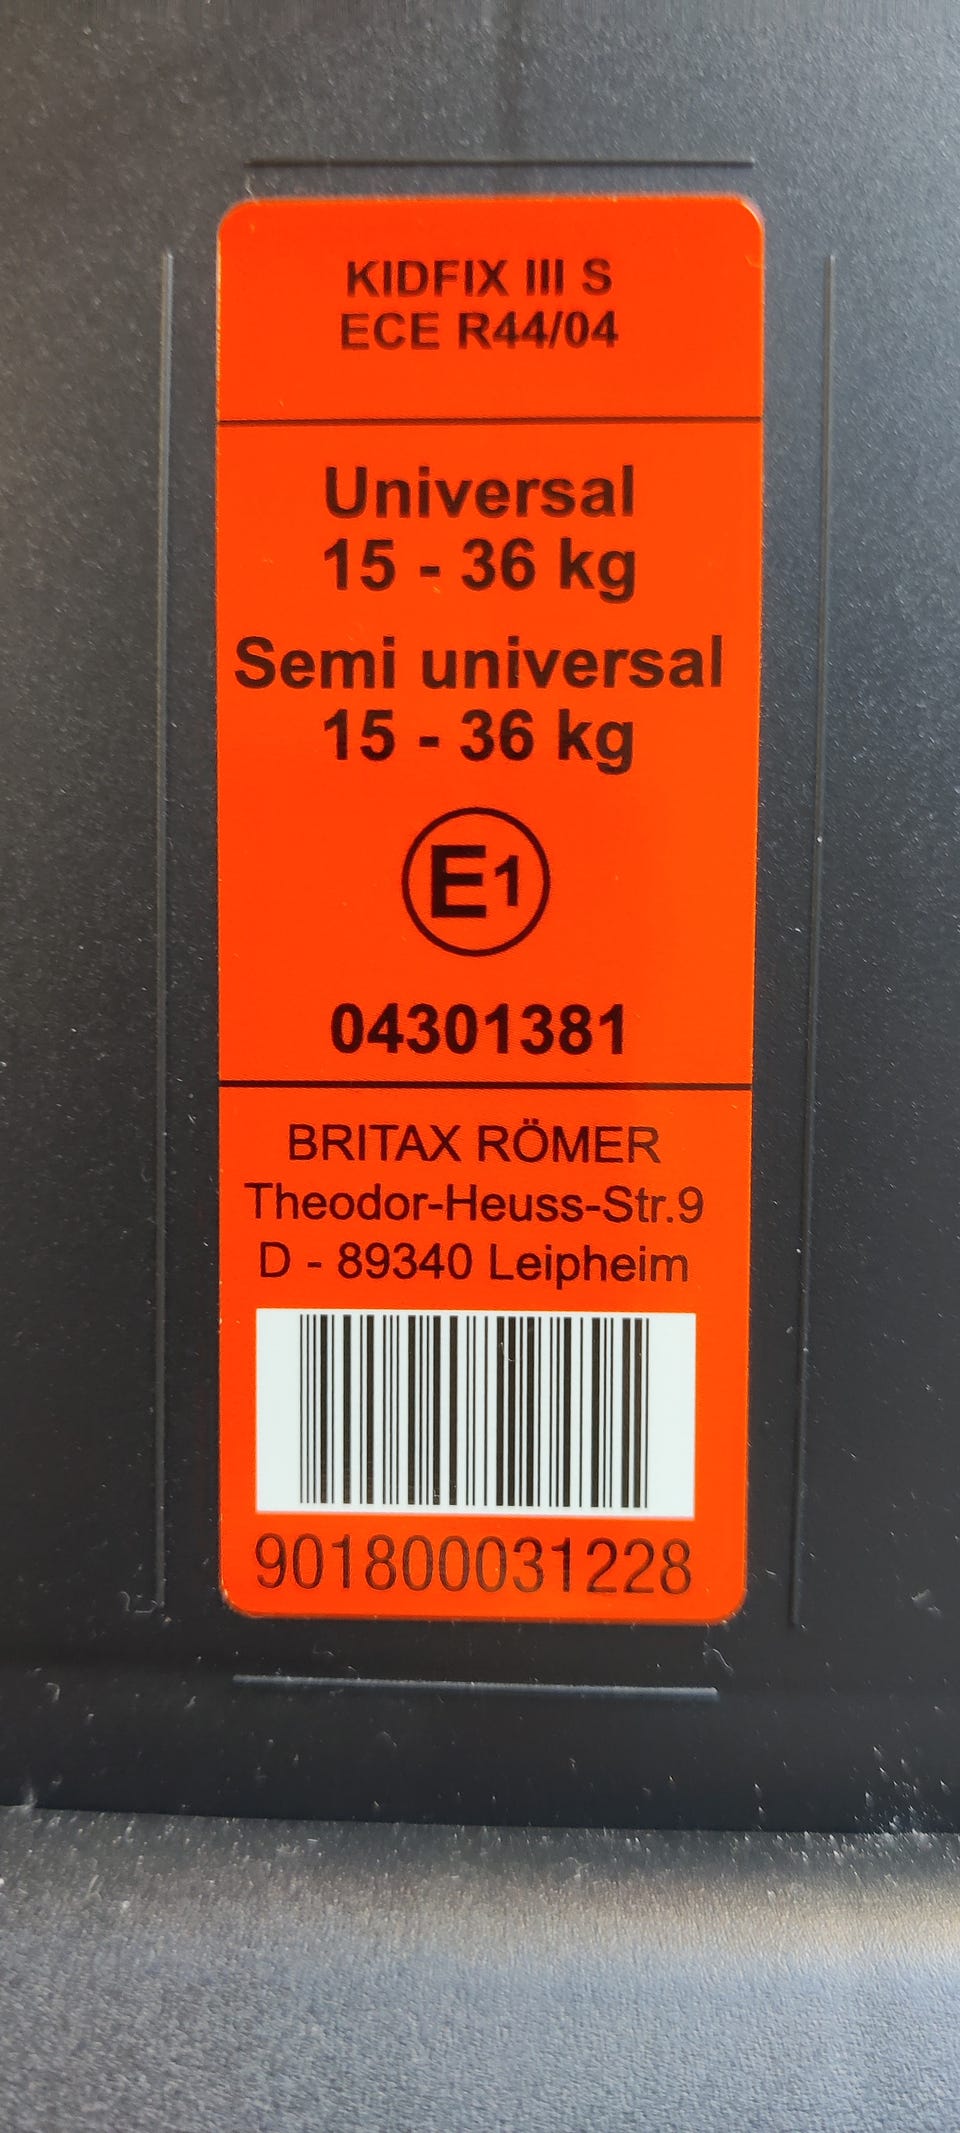 KIDFIX III S
ECE R44/04
Universal
15 - 36 kg
Semi universal
15 - 36 kg
E1
04301381
BRITAX RÖMER
Theodor-Heuss-Str.9
D - 89340 Leipheim
901800031228